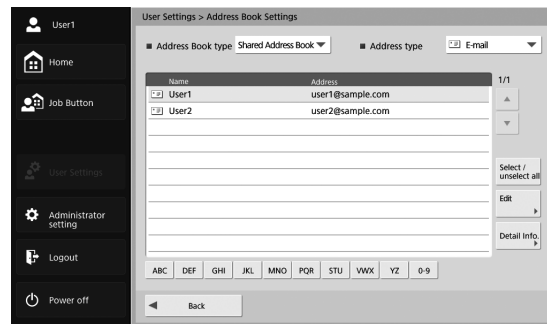 User1
Home
Job Button
User Settings
Administrator
setting
Logout
Power off
User Settings > Address Book Settings
Address Book type Shared Address Book Address type E-mail
Name Address 1/1
User1 user1@sample.com
User2 user2@sample.com
Select /
unselect all
Edit
Detail Info.
ABC DEF GHI JKL MNO PQR STU VWX YZ 0-9
Back